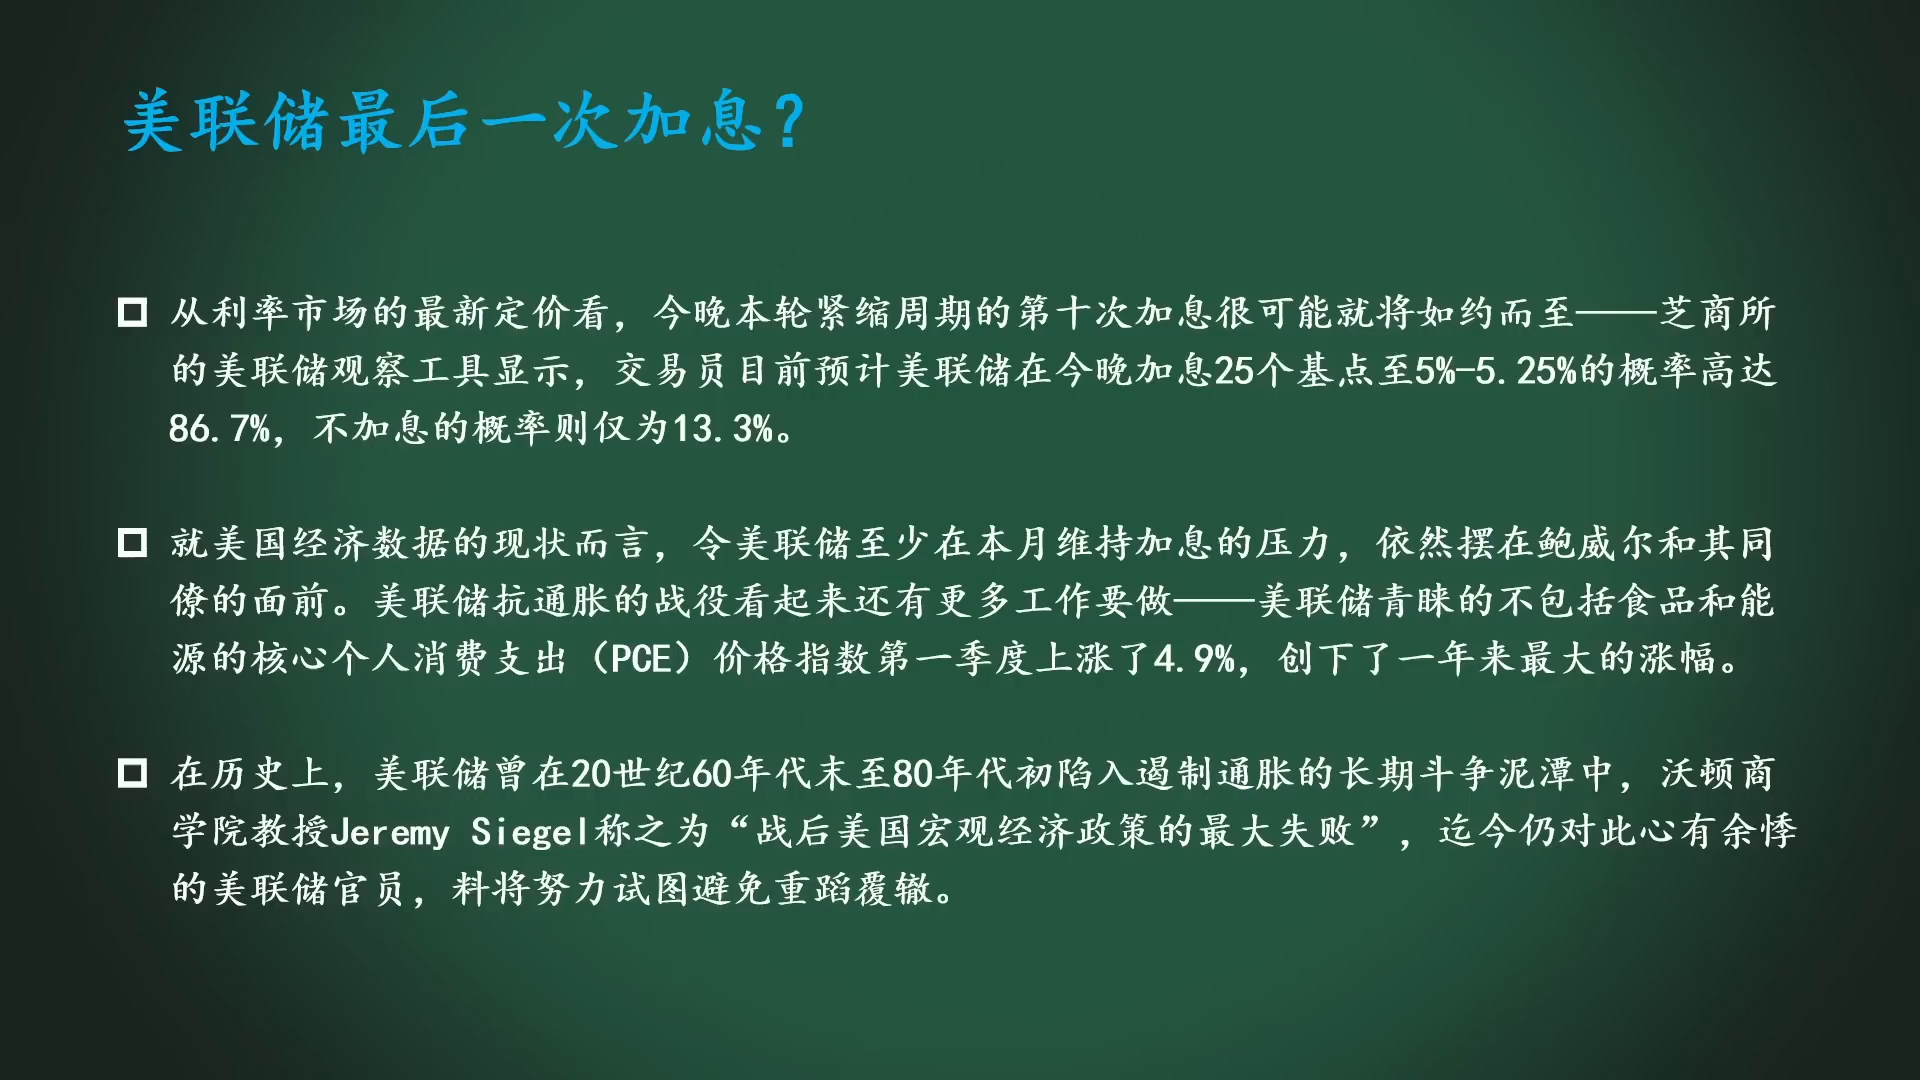 美联储最后一次加息？
从利率市场的最新定价看，今晚本轮紧缩周期的第十次加息很可能就将如约而至——芝商所
的美联储观察工具显示，交易员目前预计美联储在今晚加息25个基点至5%-5.25%的概率高达
86.7%，不加息的概率则仅为13.3%。
就美国经济数据的现状而言，令美联储至少在本月维持加息的压力，依然摆在鲍威尔和其同
僚的面前。美联储抗通胀的战役看起来还有更多工作要做——美联储青睐的不包括食品和能
源的核心个人消费支出（PCE）价格指数第一季度上涨了4.9%，创下了一年来最大的涨幅。
在历史上，美联储曾在20世纪60年代末至80年代初陷入遏制通胀的长期斗争泥潭中，沃顿商
学院教授Jeremy Siegel称之为“战后美国宏观经济政策的最大失败”，迄今仍对此心有余悸
的美联储官员，料将努力试图避免重蹈覆辙。